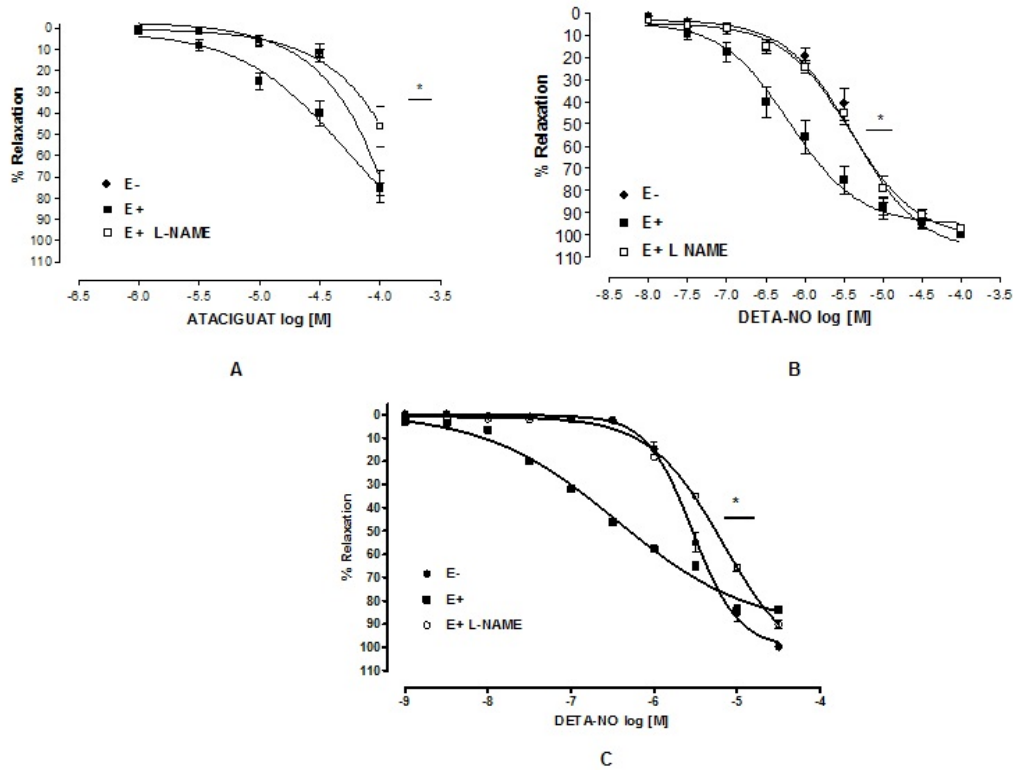 0
10
20
30
40
50
60
70
80
90
100
110
% Relaxation
*
E-
E+
E+ L-NAME
-6.5 -6.0 -5.5 -5.0 -4.5 -4.0 -3.5
ATACIGUAT log [M]
A
0
10
20
30
40
50
60
70
80
90
100
110
% Relaxation
*
E-
E+
E+ L NAME
-8.5 -8.0 -7.5 -7.0 -6.5 -6.0 -5.5 -5.0 -4.5 -4.0 -3.5
DETA-NO log [M]
B
0
10
20
30
40
50
60
70
80
90
100
110
% Relaxation
*
E-
E+
E+ L-NAME
-9 -8 -7 -6 -5 -4
DETA-NO log [M]
C